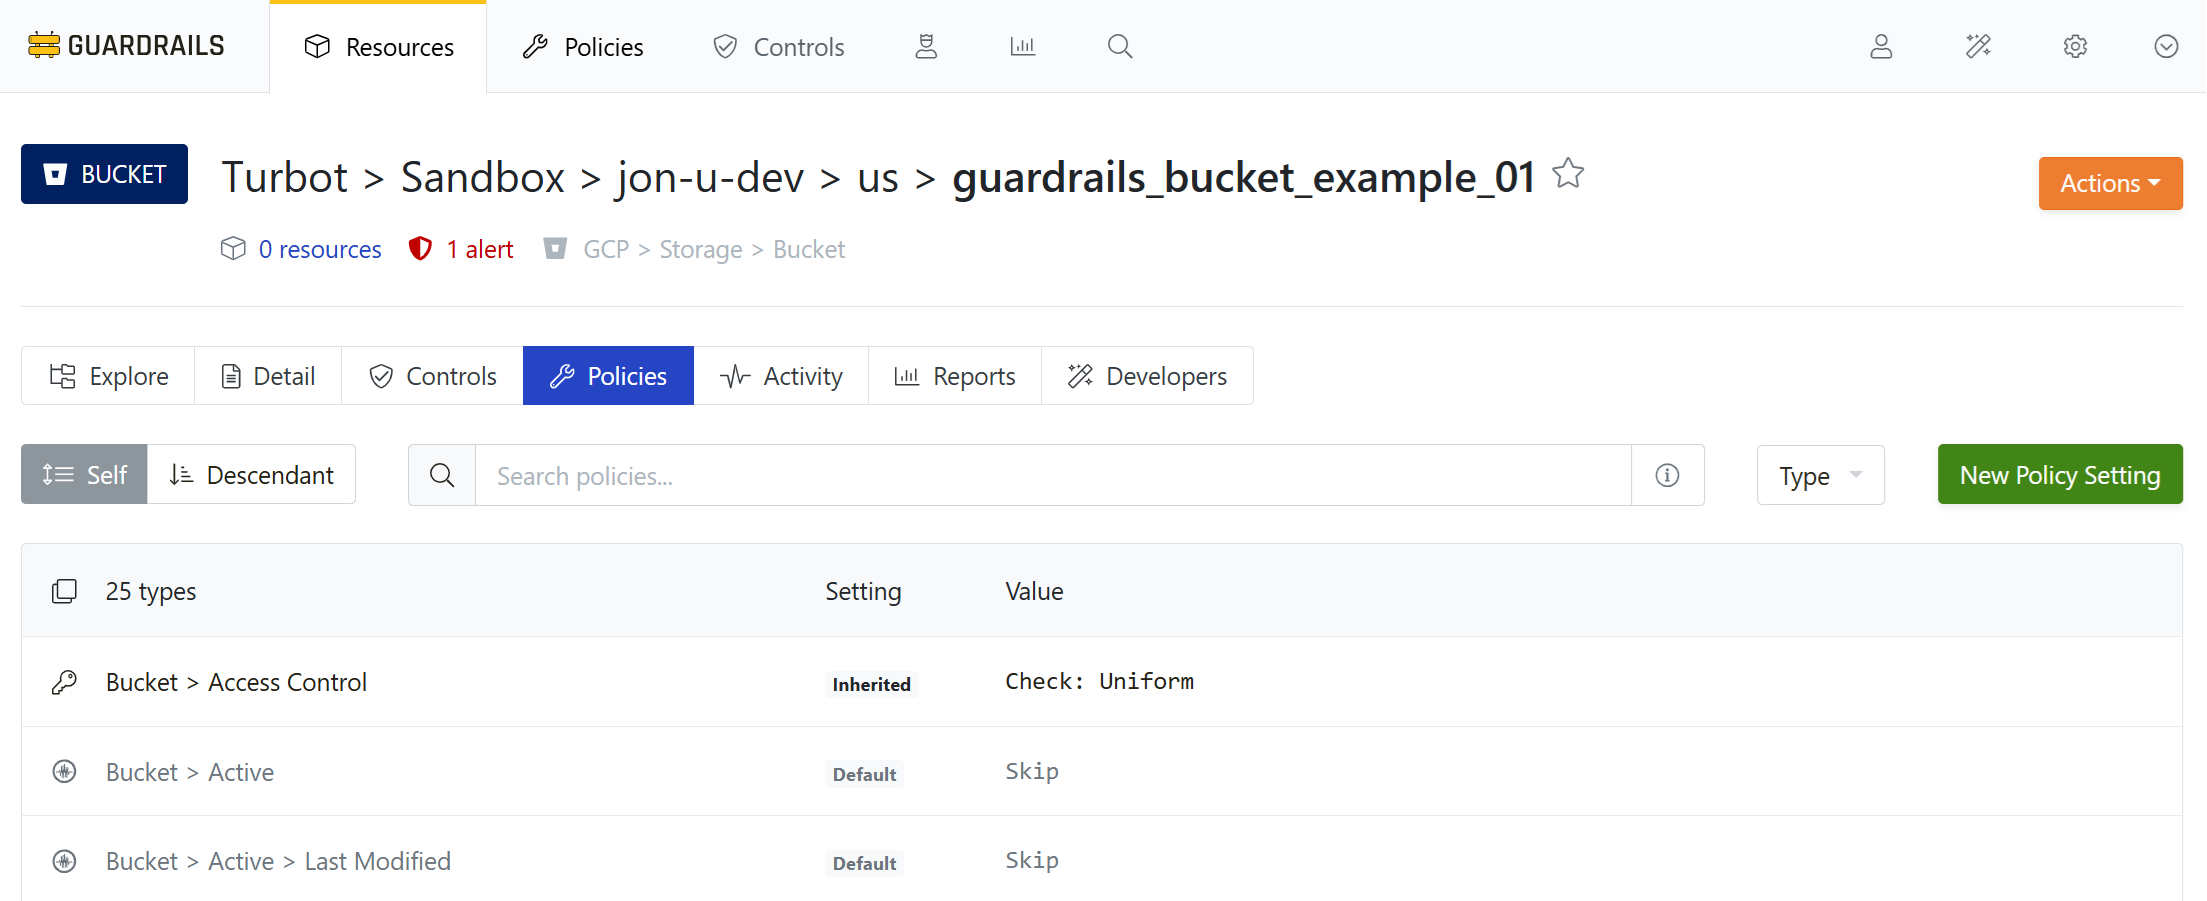 GUARDRAILS Resources Policies Controls
BUCKET Turbot > Sandbox > jon-u-dev > us > guardrails_bucket_example_01 Actions
0 resources 1 alert GCP > Storage > Bucket
Explore Detail Controls Policies Activity Reports Developers
Self Descendant Search policies... Type New Policy Setting
25 types Setting Value
Bucket > Access Control Inherited Check: Uniform
Bucket > Active Default Skip
Bucket > Active > Last Modified Default Skip